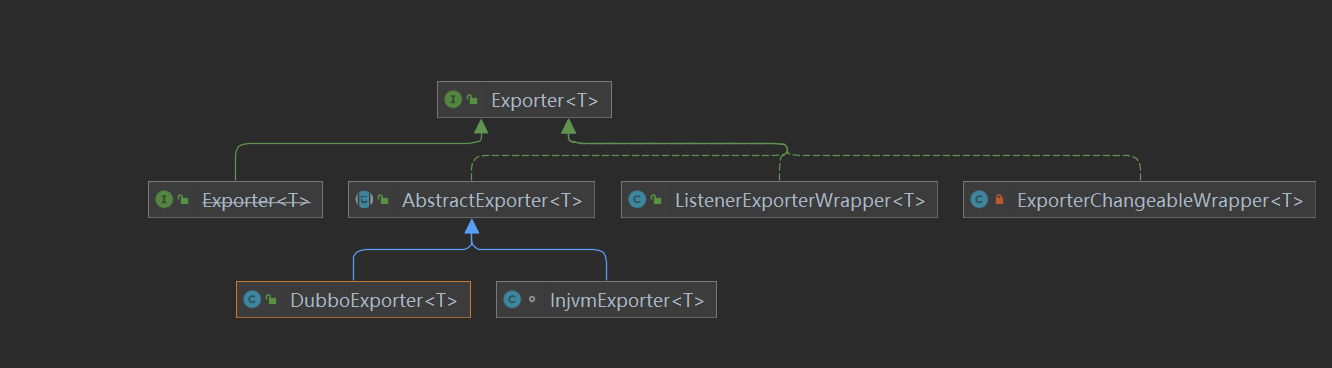 Exporter<T>
Exporter<T>
AbstractExporter<T>
ListenerExporterWrapper<T>
ExporterChangeableWrapper<T>
DubboExporter<T>
InjvmExporter<T>